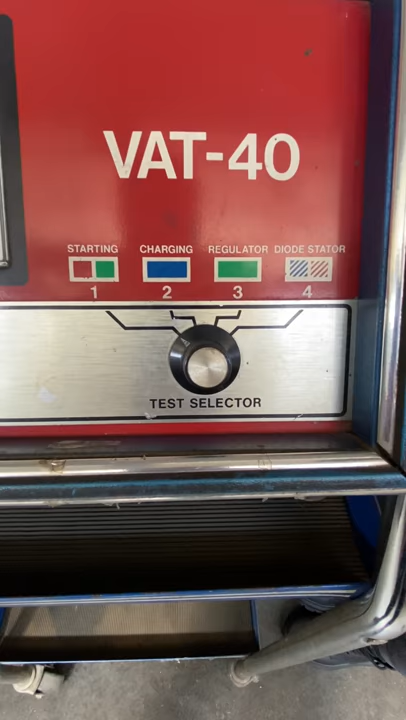 VAT-40
STARTING CHARGING REGULATOR DIODE STATOR
1 2 3 4
TEST SELECTOR